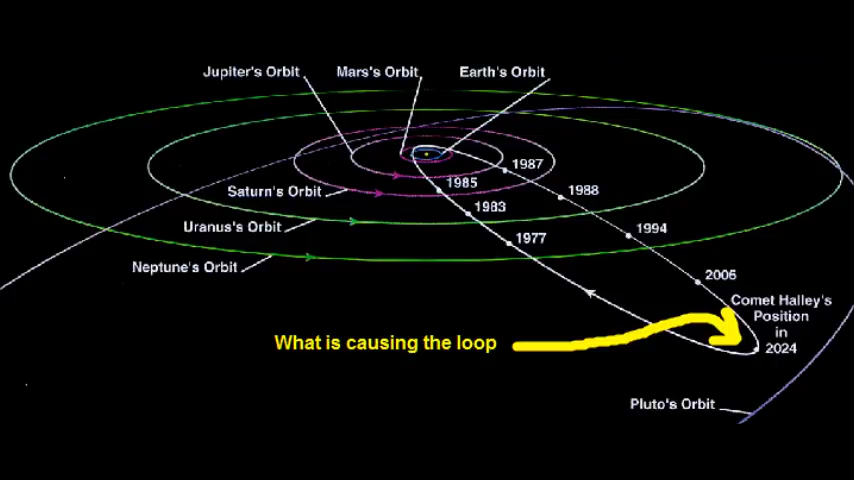 Jupiter's Orbit
Mars's Orbit
Earth's Orbit
1987
1985
1988
Saturn's Orbit
1983
Uranus's Orbit
1994
1977
Neptune's Orbit
2005
Comet Halley's
Position
in
2024
What is causing the loop
Pluto's Orbit